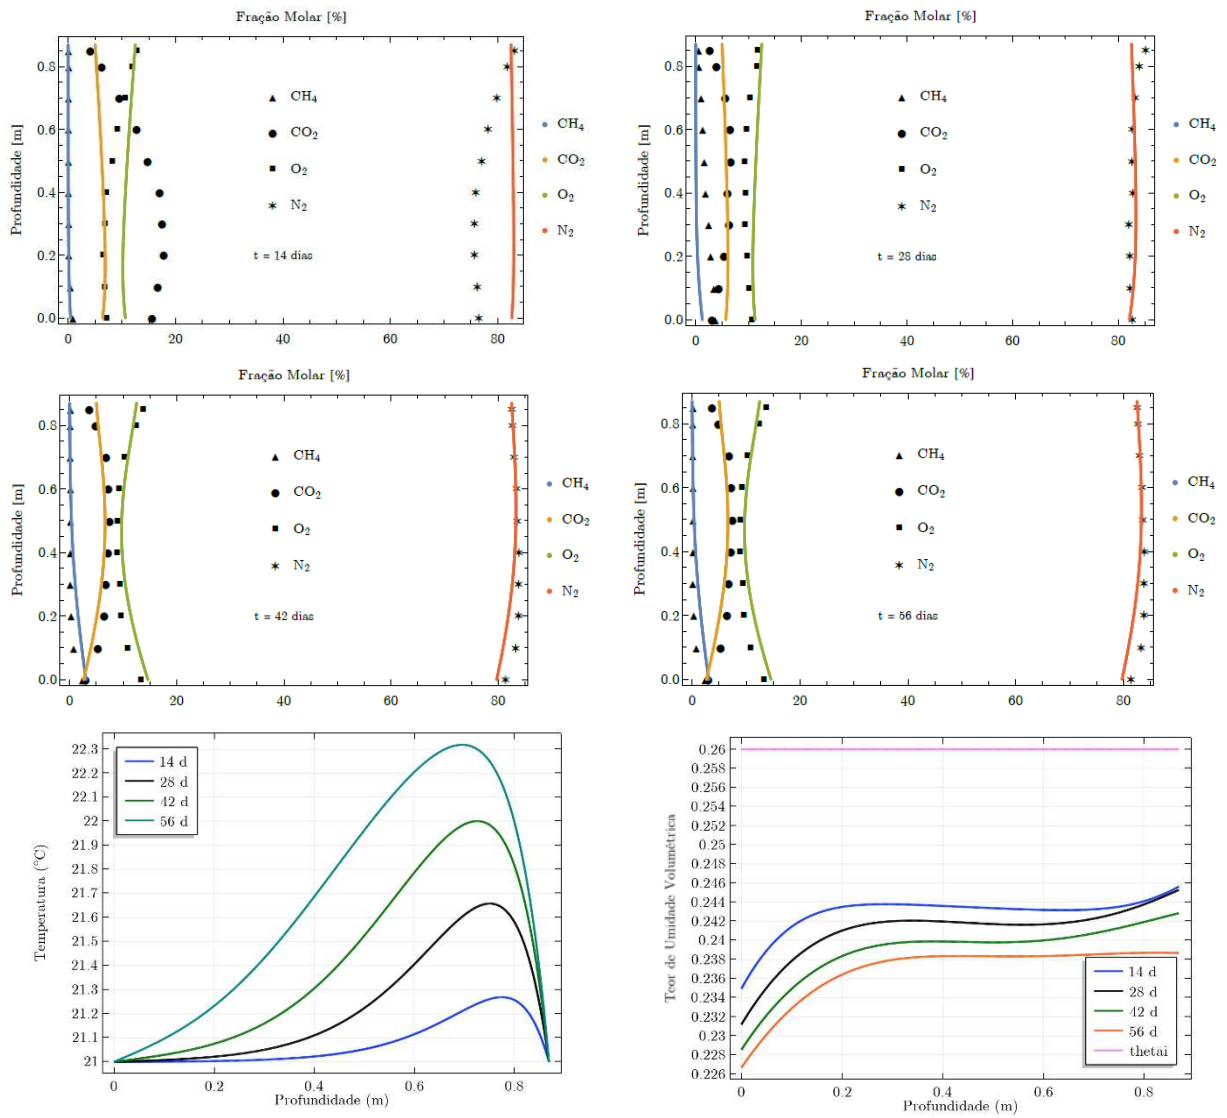 Fração Molar [%]
Profundidade [m]
0.8
0.6
0.4
0.2
0.0
0 20 40 60 80
CH4
CO2
O2
N2
t = 14 dias
CH4
CO2
O2
N2
Fração Molar [%]
Profundidade [m]
0.8
0.6
0.4
0.2
0.0
0 20 40 60 80
CH4
CO2
O2
N2
t = 28 dias
CH4
CO2
O2
N2
Fração Molar [%]
Profundidade [m]
0.8
0.6
0.4
0.2
0.0
0 20 40 60 80
CH4
CO2
O2
N2
t = 42 dias
CH4
CO2
O2
N2
Fração Molar [%]
Profundidade [m]
0.8
0.6
0.4
0.2
0.0
0 20 40 60 80
CH4
CO2
O2
N2
t = 56 dias
CH4
CO2
O2
N2
Temperatura (°C)
22.3
22.2
22.1
22
21.9
21.8
21.7
21.6
21.5
21.4
21.3
21.2
21.1
21
14 d
28 d
42 d
56 d
0 0.2 0.4 0.6 0.8
Profundidade (m)
Teor de Umidade Volumétrica
0.26
0.258
0.256
0.254
0.252
0.25
0.248
0.246
0.244
0.242
0.24
0.238
0.236
0.234
0.232
0.23
0.228
0.226
14 d
28 d
42 d
56 d
thetai
0 0.2 0.4 0.6 0.8
Profundidade (m)